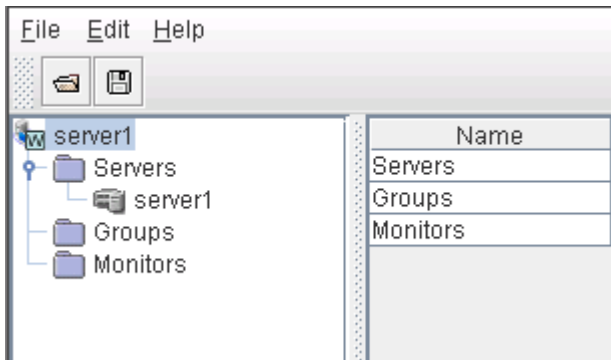 File Edit Help
server1
Servers
server1
Groups
Monitors
Name
Servers
Groups
Monitors